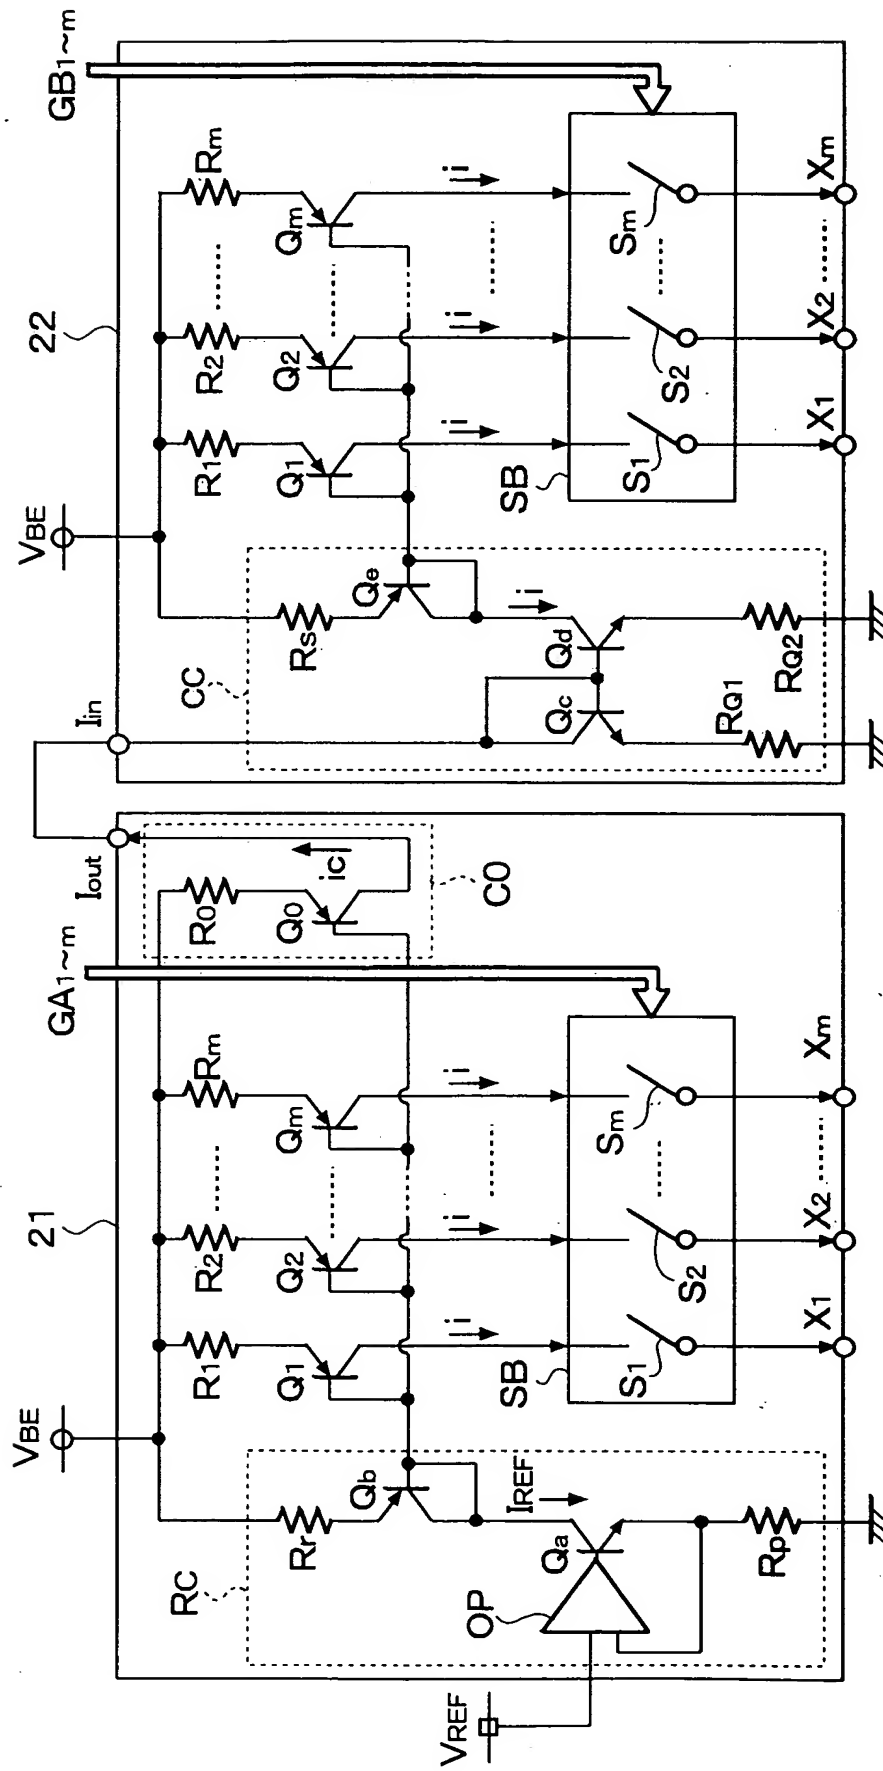 21
22
VBE
VBE
GA1~m
Iout
Iin
GB1~m
RC
Rr
R1
R2
Rm
R0
CC
Rs
R1
R2
Rm
Qb
Q1
Q2
Qm
Q0
ic
CO
Qe
Q1
Q2
Qm
VREF
OP
Qa
IREF
i
i
i
Qc
Qd
i
i
i
i
Rp
SB
S1
S2
Sm
RQ1
RQ2
SB
S1
S2
Sm
X1
X2
Xm
X1
X2
Xm